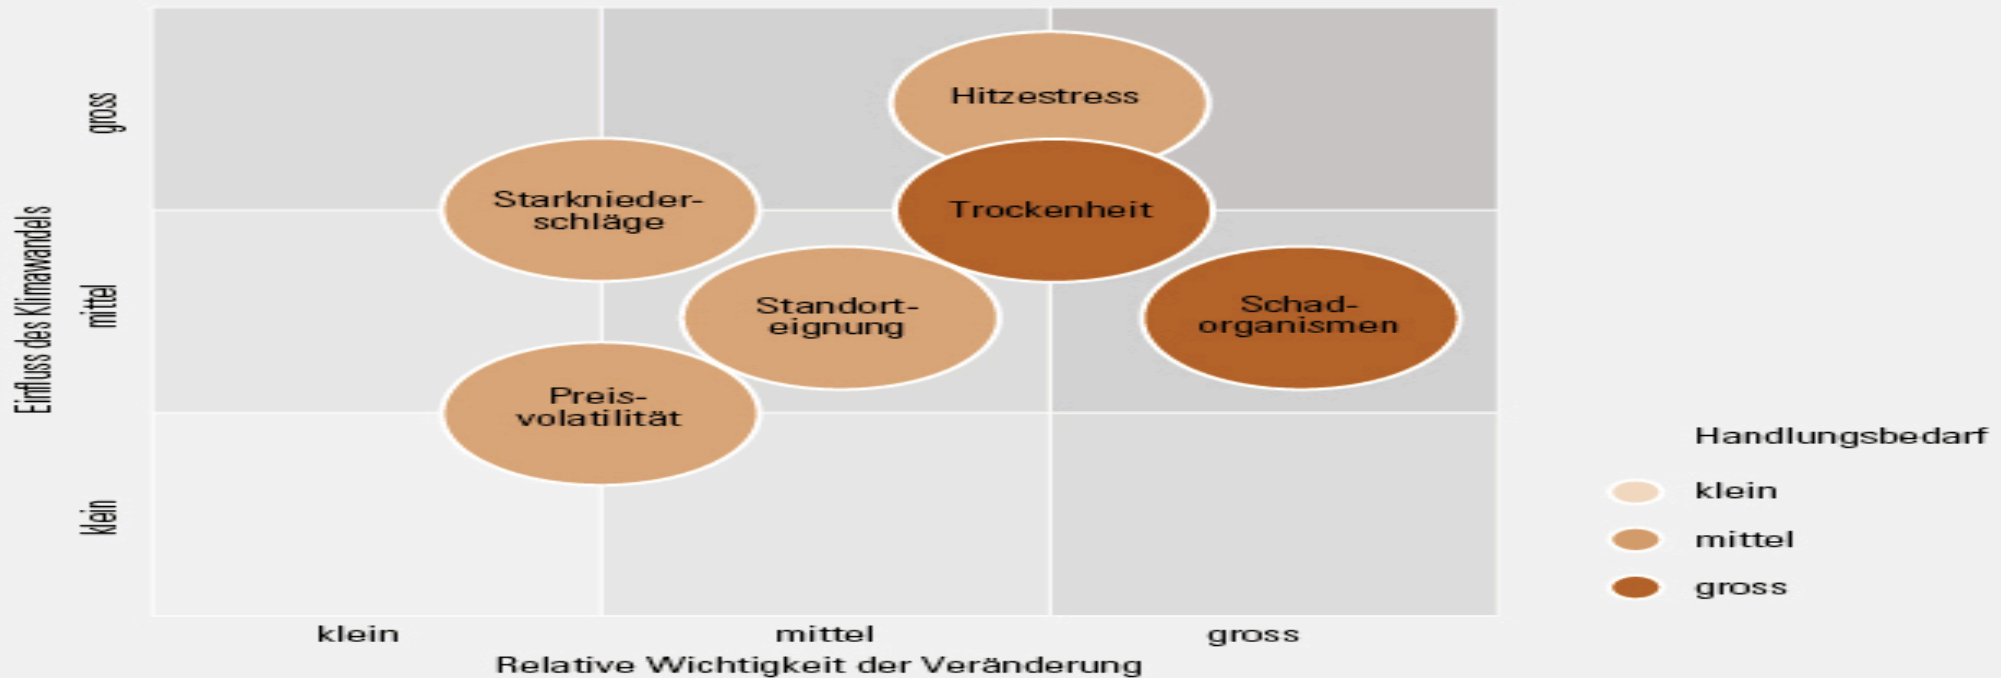 Einfluss des Klimawandels
gross
mittel
klein
Hitzestress
Starknieder-
schläge
Trockenheit
Standort-
eignung
Schad-
organismen
Preis-
volatilität
klein
mittel
gross
Relative Wichtigkeit der Veränderung
Handlungsbedarf
klein
mittel
gross